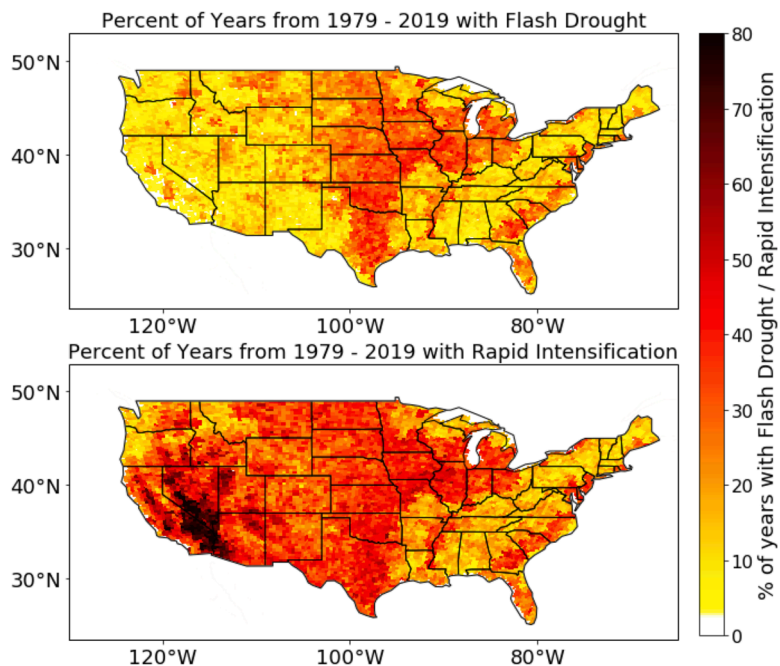 Percent of Years from 1979 - 2019 with Flash Drought
50°N
40°N
30°N
120°W
100°W
80°W
Percent of Years from 1979 - 2019 with Rapid Intensification
50°N
40°N
30°N
120°W
100°W
80°W
80
70
60
50
40
30
20
10
0
% of years with Flash Drought / Rapid Intensification